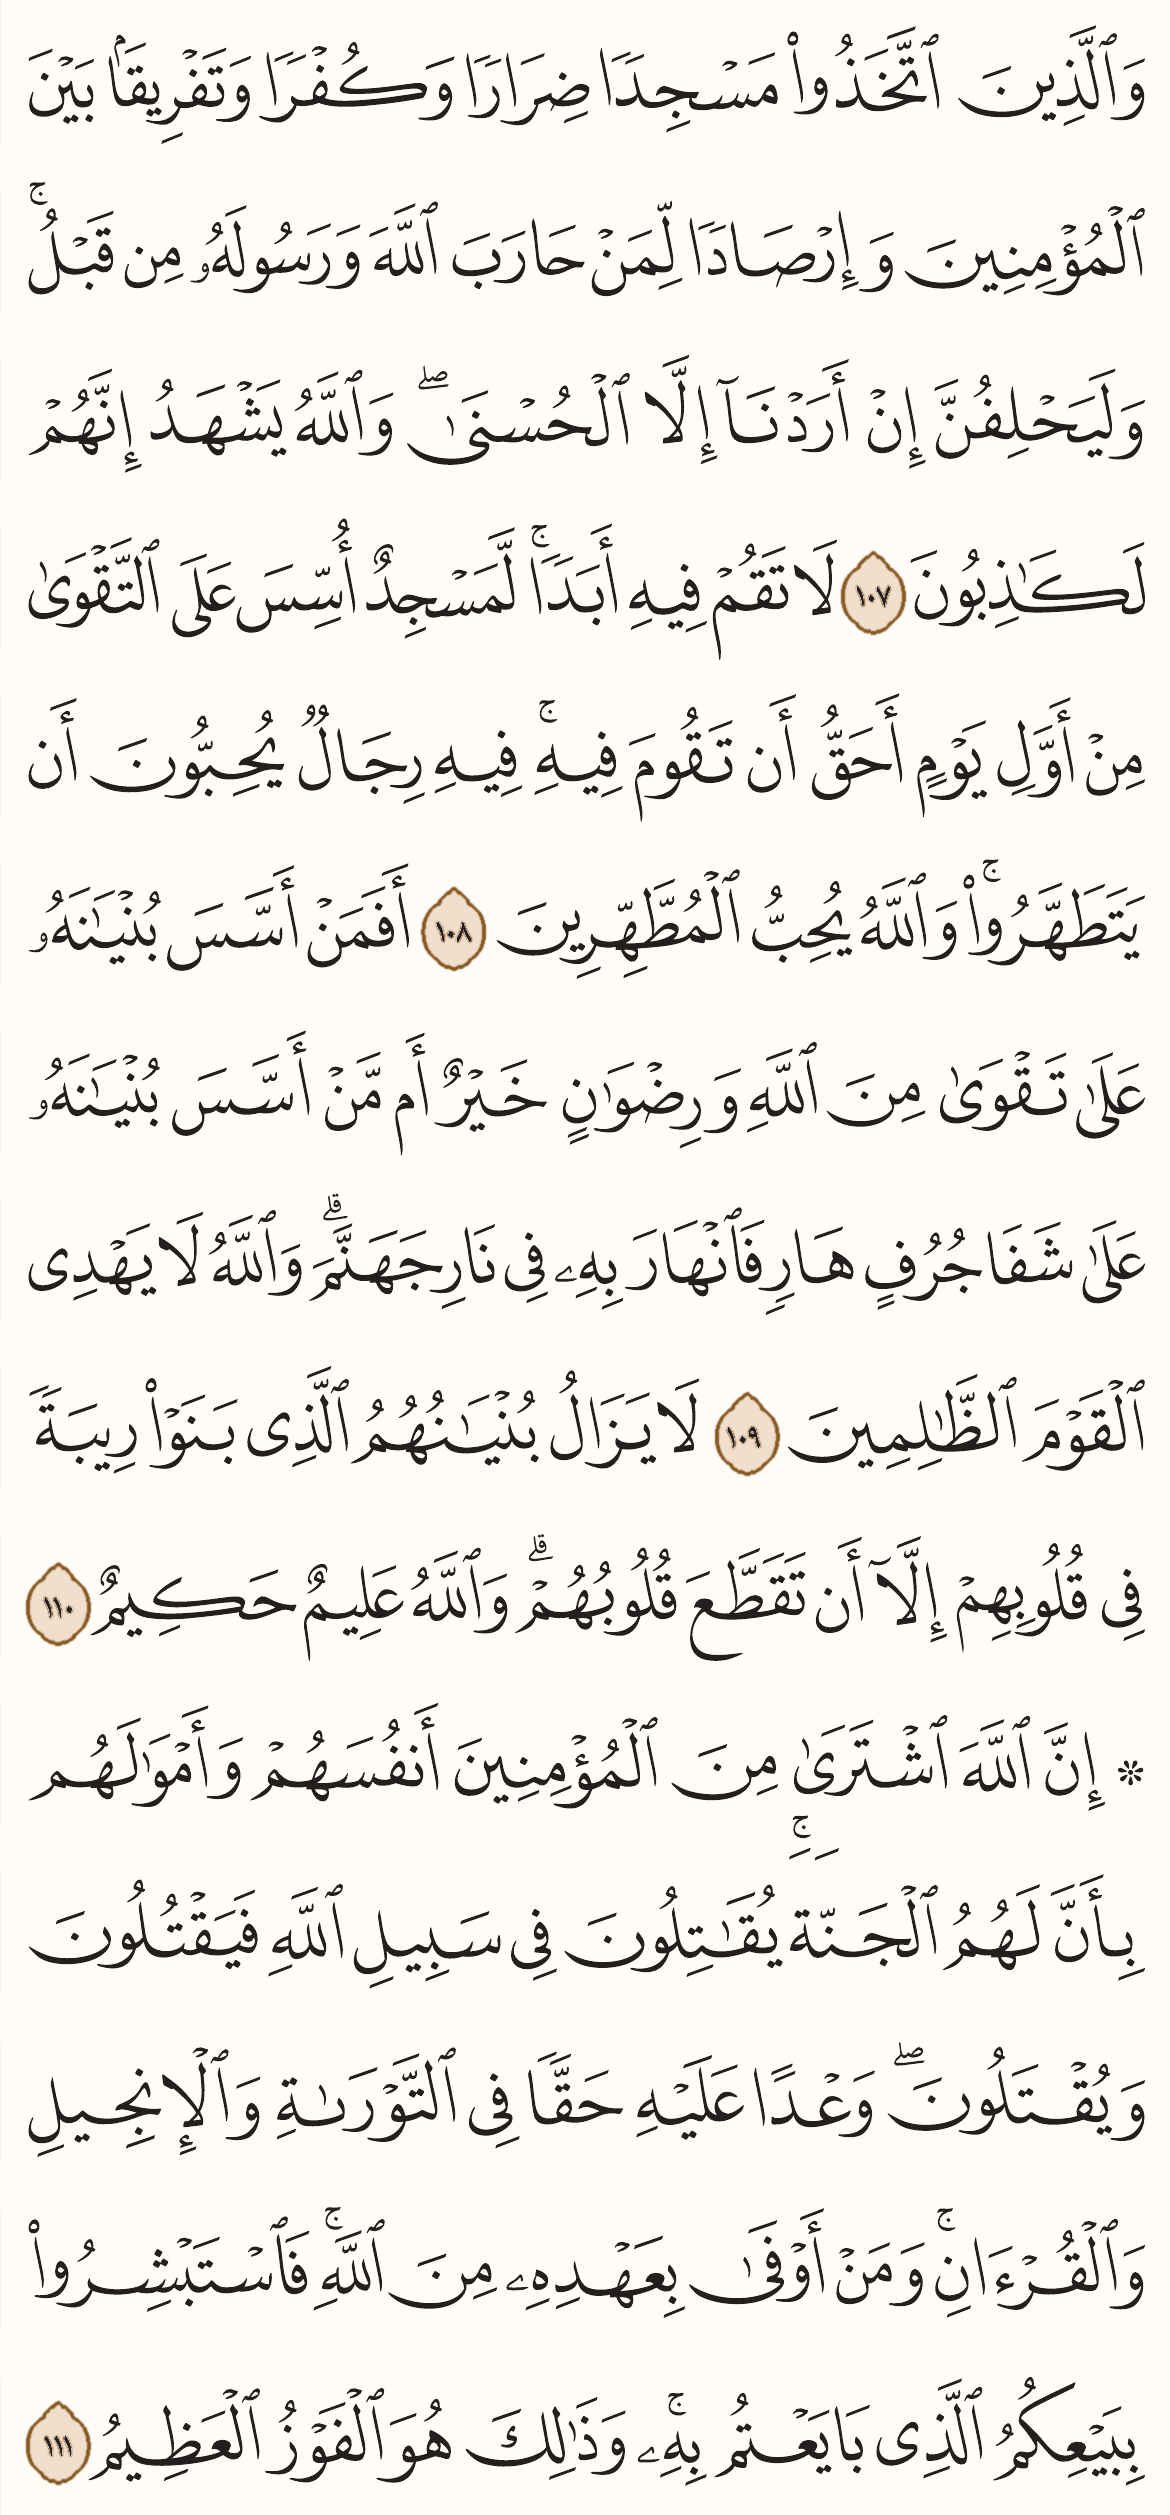 وَٱلَّذِينَ ٱتَّخَذُوا۟ مَسْجِدًا ضِرَارًا وَكُفْرًا وَتَفْرِيقًۢا بَيْنَ
ٱلْمُؤْمِنِينَ وَإِرْصَادًا لِّمَنْ حَارَبَ ٱللَّهَ وَرَسُولَهُۥ مِن قَبْلُ ۚ
وَلَيَحْلِفُنَّ إِنْ أَرَدْنَآ إِلَّا ٱلْحُسْنَىٰ ۖ وَٱللَّهُ يَشْهَدُ إِنَّهُمْ
لَكَـٰذِبُونَ ١٠٧ لَا تَقُمْ فِيهِ أَبَدًا ۚ لَّمَسْجِدٌ أُسِّسَ عَلَى ٱلتَّقْوَىٰ
مِنْ أَوَّلِ يَوْمٍ أَحَقُّ أَن تَقُومَ فِيهِ ۚ فِيهِ رِجَالٌ يُحِبُّونَ أَن
يَتَطَهَّرُوا۟ ۚ وَٱللَّهُ يُحِبُّ ٱلْمُطَّهِّرِينَ ١٠٨ أَفَمَنْ أَسَّسَ بُنْيَـٰنَهُۥ
عَلَىٰ تَقْوَىٰ مِنَ ٱللَّهِ وَرِضْوَٰنٍ خَيْرٌ أَم مَّنْ أَسَّسَ بُنْيَـٰنَهُۥ
عَلَىٰ شَفَا جُرُفٍ هَارٍ فَٱنْهَارَ بِهِۦ فِى نَارِ جَهَنَّمَ ۗ وَٱللَّهُ لَا يَهْدِى
ٱلْقَوْمَ ٱلظَّـٰلِمِينَ ١٠٩ لَا يَزَالُ بُنْيَـٰنُهُمُ ٱلَّذِى بَنَوْا۟ رِيبَةً
فِى قُلُوبِهِمْ إِلَّآ أَن تَقَطَّعَ قُلُوبُهُمْ ۗ وَٱللَّهُ عَلِيمٌ حَكِيمٌ ١١٠
۞ إِنَّ ٱللَّهَ ٱشْتَرَىٰ مِنَ ٱلْمُؤْمِنِينَ أَنفُسَهُمْ وَأَمْوَٰلَهُم
بِأَنَّ لَهُمُ ٱلْجَنَّةَ ۚ يُقَـٰتِلُونَ فِى سَبِيلِ ٱللَّهِ فَيَقْتُلُونَ
وَيُقْتَلُونَ ۖ وَعْدًا عَلَيْهِ حَقًّا فِى ٱلتَّوْرَىٰةِ وَٱلْإِنجِيلِ
وَٱلْقُرْءَانِ ۚ وَمَنْ أَوْفَىٰ بِعَهْدِهِۦ مِنَ ٱللَّهِ ۚ فَٱسْتَبْشِرُوا۟
بِبَيْعِكُمُ ٱلَّذِى بَايَعْتُم بِهِۦ ۚ وَذَٰلِكَ هُوَ ٱلْفَوْزُ ٱلْعَظِيمُ ١١١